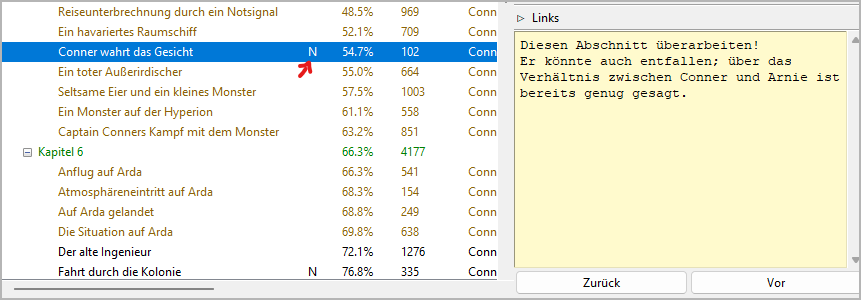 Reiseunterbrechung durch ein Notsignal 48.5% 969 Conn
Ein havariertes Raumschiff 52.1% 709 Conn
Conner wahrt das Gesicht N 54.7% 102 Conn
Ein toter Außerirdischer 55.0% 664 Conn
Seltsame Eier und ein kleines Monster 57.5% 1003 Conn
Ein Monster auf der Hyperion 61.1% 558 Conn
Captain Conners Kampf mit dem Monster 63.2% 851 Conn
Kapitel 6 66.3% 4177
Anflug auf Arda 66.3% 541 Conn
Atmosphäreneintritt auf Arda 68.3% 154 Conn
Auf Arda gelandet 68.8% 249 Conn
Die Situation auf Arda 69.8% 638 Conn
Der alte Ingenieur 72.1% 1276 Conn
Fahrt durch die Kolonie N 76.8% 335 Conn
Links
Diesen Abschnitt überarbeiten!
Er könnte auch entfallen; über das
Verhältnis zwischen Conner und Arnie ist
bereits genug gesagt.
Zurück Vor